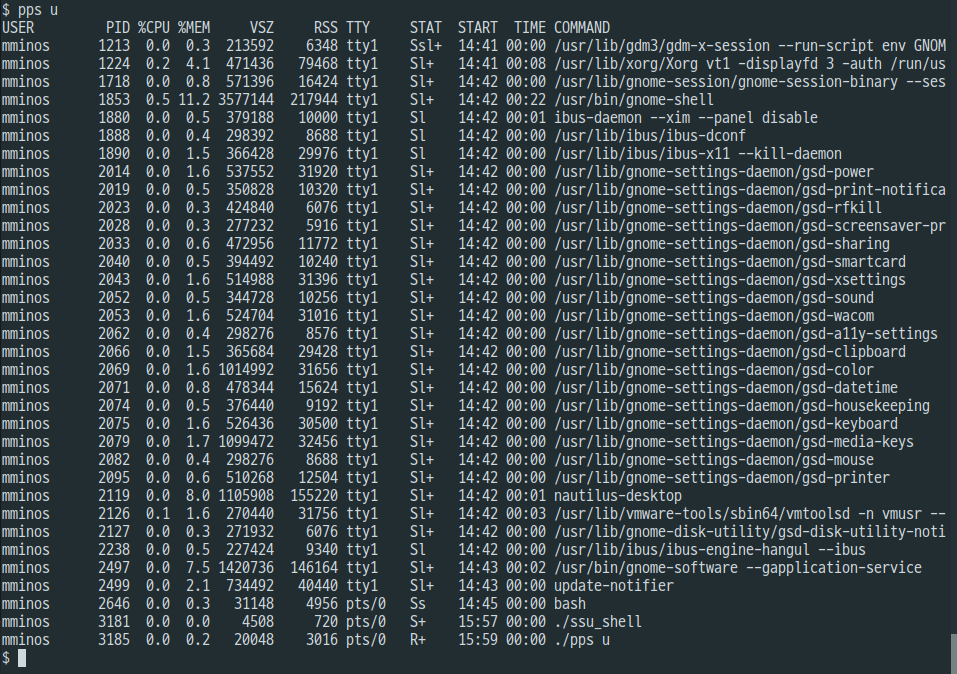 $ pps u
USER PID %CPU %MEM VSZ RSS TTY STAT START TIME COMMAND
mminos 1213 0.0 0.3 213592 6348 tty1 Ssl+ 14:41 00:00 /usr/lib/gdm3/gdm-x-session --run-script env GNOM
mminos 1224 0.2 4.1 471436 79468 tty1 Sl+ 14:41 00:08 /usr/lib/xorg/Xorg vt1 -displayfd 3 -auth /run/us
mminos 1718 0.0 0.8 571396 16424 tty1 Sl+ 14:42 00:00 /usr/lib/gnome-session/gnome-session-binary --ses
mminos 1853 0.5 11.2 3577144 217944 tty1 Sl+ 14:42 00:22 /usr/bin/gnome-shell
mminos 1880 0.0 0.5 379188 10000 tty1 Sl 14:42 00:01 ibus-daemon --xim --panel disable
mminos 1888 0.0 0.4 298392 8688 tty1 Sl 14:42 00:00 /usr/lib/ibus/ibus-dconf
mminos 1890 0.0 1.5 366428 29976 tty1 Sl 14:42 00:00 /usr/lib/ibus/ibus-x11 --kill-daemon
mminos 2014 0.0 1.6 537552 31920 tty1 Sl+ 14:42 00:00 /usr/lib/gnome-settings-daemon/gsd-power
mminos 2019 0.0 0.5 350828 10320 tty1 Sl+ 14:42 00:00 /usr/lib/gnome-settings-daemon/gsd-print-notifica
mminos 2023 0.0 0.3 424840 6076 tty1 Sl+ 14:42 00:00 /usr/lib/gnome-settings-daemon/gsd-rfkill
mminos 2028 0.0 0.3 277232 5916 tty1 Sl+ 14:42 00:00 /usr/lib/gnome-settings-daemon/gsd-screensaver-pr
mminos 2033 0.0 0.6 472956 11772 tty1 Sl+ 14:42 00:00 /usr/lib/gnome-settings-daemon/gsd-sharing
mminos 2040 0.0 0.5 394492 10240 tty1 Sl+ 14:42 00:00 /usr/lib/gnome-settings-daemon/gsd-smartcard
mminos 2043 0.0 1.6 514988 31396 tty1 Sl+ 14:42 00:00 /usr/lib/gnome-settings-daemon/gsd-xsettings
mminos 2052 0.0 0.5 344728 10256 tty1 Sl+ 14:42 00:00 /usr/lib/gnome-settings-daemon/gsd-sound
mminos 2053 0.0 1.6 524704 31016 tty1 Sl+ 14:42 00:00 /usr/lib/gnome-settings-daemon/gsd-wacom
mminos 2062 0.0 0.4 298276 8576 tty1 Sl+ 14:42 00:00 /usr/lib/gnome-settings-daemon/gsd-a11y-settings
mminos 2066 0.0 1.5 365684 29428 tty1 Sl+ 14:42 00:00 /usr/lib/gnome-settings-daemon/gsd-clipboard
mminos 2069 0.0 1.6 1014992 31656 tty1 Sl+ 14:42 00:00 /usr/lib/gnome-settings-daemon/gsd-color
mminos 2071 0.0 0.8 478344 15624 tty1 Sl+ 14:42 00:00 /usr/lib/gnome-settings-daemon/gsd-datetime
mminos 2074 0.0 0.5 376440 9192 tty1 Sl+ 14:42 00:00 /usr/lib/gnome-settings-daemon/gsd-housekeeping
mminos 2075 0.0 1.6 526436 30500 tty1 Sl+ 14:42 00:00 /usr/lib/gnome-settings-daemon/gsd-keyboard
mminos 2079 0.0 1.7 1099472 32456 tty1 Sl+ 14:42 00:00 /usr/lib/gnome-settings-daemon/gsd-media-keys
mminos 2082 0.0 0.4 298276 8688 tty1 Sl+ 14:42 00:00 /usr/lib/gnome-settings-daemon/gsd-mouse
mminos 2095 0.0 0.6 510268 12504 tty1 Sl+ 14:42 00:00 /usr/lib/gnome-settings-daemon/gsd-printer
mminos 2119 0.0 8.0 1105908 155220 tty1 Sl+ 14:42 00:01 nautilus-desktop
mminos 2126 0.1 1.6 270440 31756 tty1 Sl+ 14:42 00:03 /usr/lib/vmware-tools/sbin64/vmtoolsd -n vmusr --
mminos 2127 0.0 0.3 271932 6076 tty1 Sl+ 14:42 00:00 /usr/lib/gnome-disk-utility/gsd-disk-utility-noti
mminos 2238 0.0 0.5 227424 9340 tty1 Sl 14:42 00:00 /usr/lib/ibus/ibus-engine-hangul --ibus
mminos 2497 0.0 7.5 1420736 146164 tty1 Sl+ 14:43 00:02 /usr/bin/gnome-software --gapplication-service
mminos 2499 0.0 2.1 734492 40440 tty1 Sl+ 14:43 00:00 update-notifier
mminos 2646 0.0 0.3 31148 4956 pts/0 Ss 14:45 00:00 bash
mminos 3181 0.0 0.0 4508 720 pts/0 S+ 15:57 00:00 ./ssu_shell
mminos 3185 0.0 0.2 20048 3016 pts/0 R+ 15:59 00:00 ./pps u
$